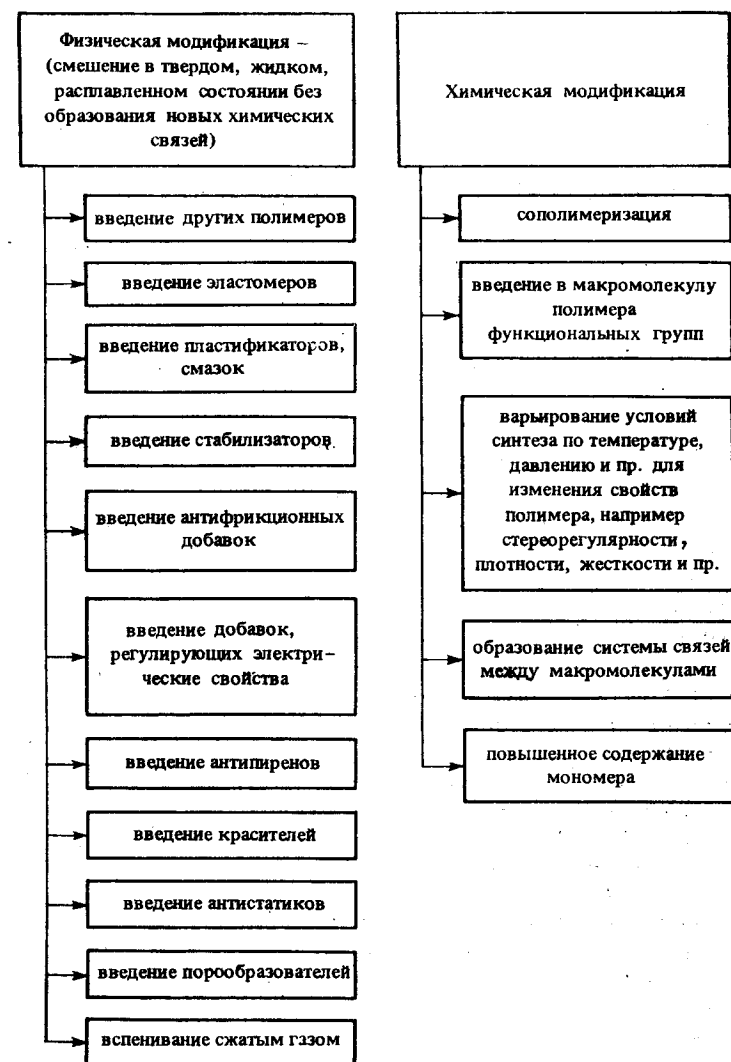 Физическая модификация –
(смешение в твердом, жидком,
расплавленном состоянии без
образования новых химических
связей)
введение других полимеров
введение эластомеров
введение пластификаторов,
смазок
введение стабилизаторов
введение антифрикционных
добавок
введение добавок,
регулирующих электри–
ческие свойства
введение антипиренов
введение красителей
введение антистатиков
введение порообразователей
вспенивание сжатым газом
Химическая модификация
сополимеризация
введение в макромолекулу
полимера
функциональных групп
варьирование условий
синтеза по температуре,
давлению и пр. для
изменения свойств
полимера, например
стереорегулярности,
плотности, жесткости и пр.
образование системы связей
между макромолекулами
повышенное содержание
мономера